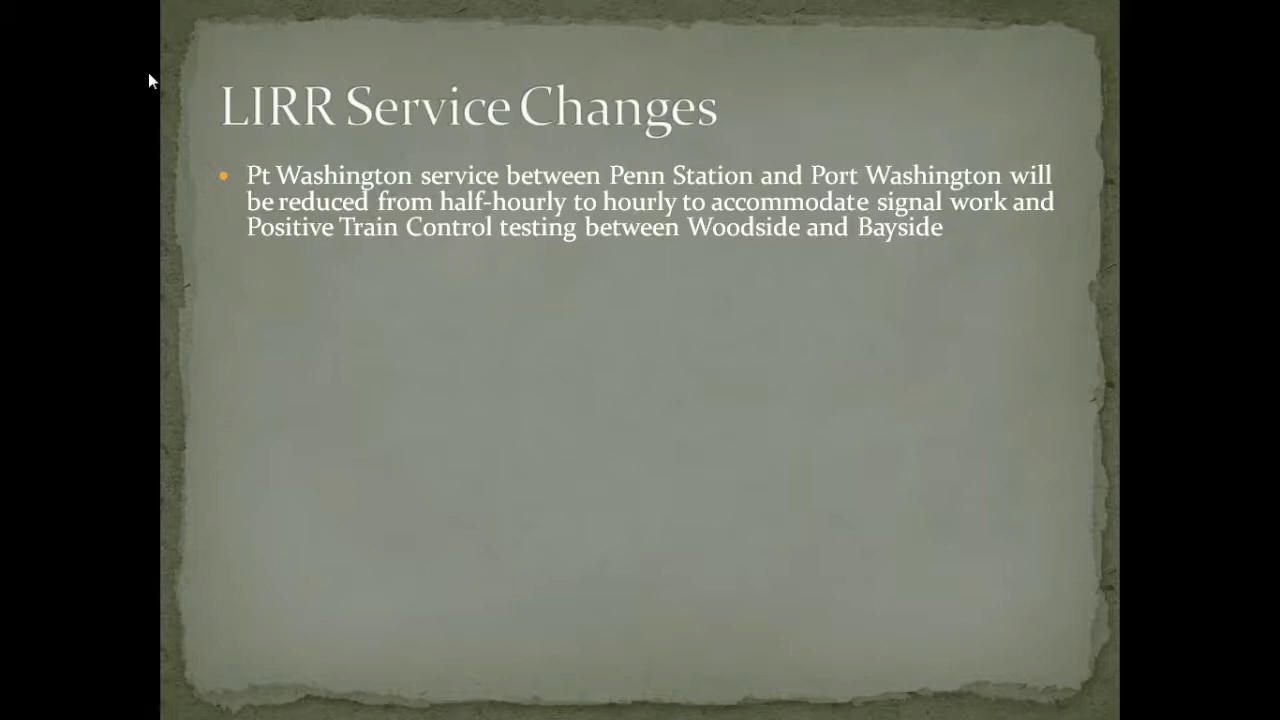 LIRR Service Changes
• Pt Washington service between Penn Station and Port Washington will
be reduced from half-hourly to hourly to accommodate signal work and
Positive Train Control testing between Woodside and Bayside